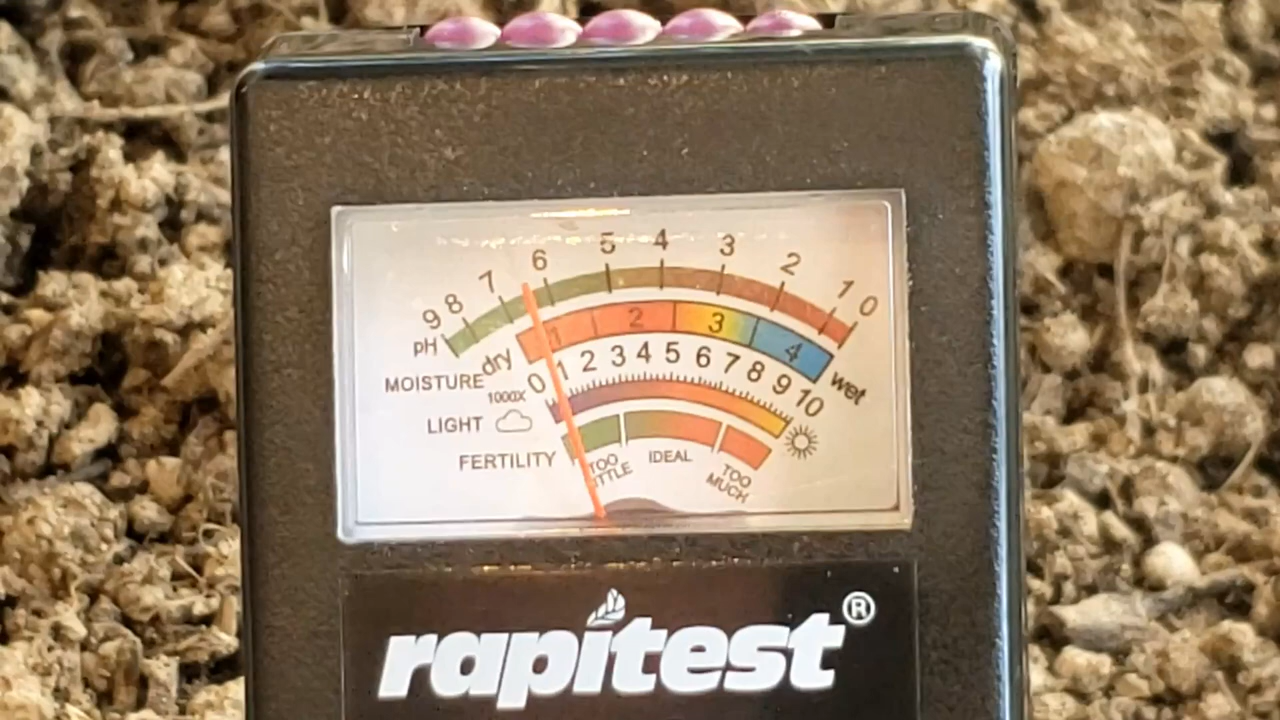 9 8 7 6 5 4 3 2 1 0
pH
dry 1 2 3 4 wet
MOISTURE
1000X 0 1 2 3 4 5 6 7 8 9 10
LIGHT
FERTILITY
TOO
IDEAL
TOO
MUCH
rapitest®